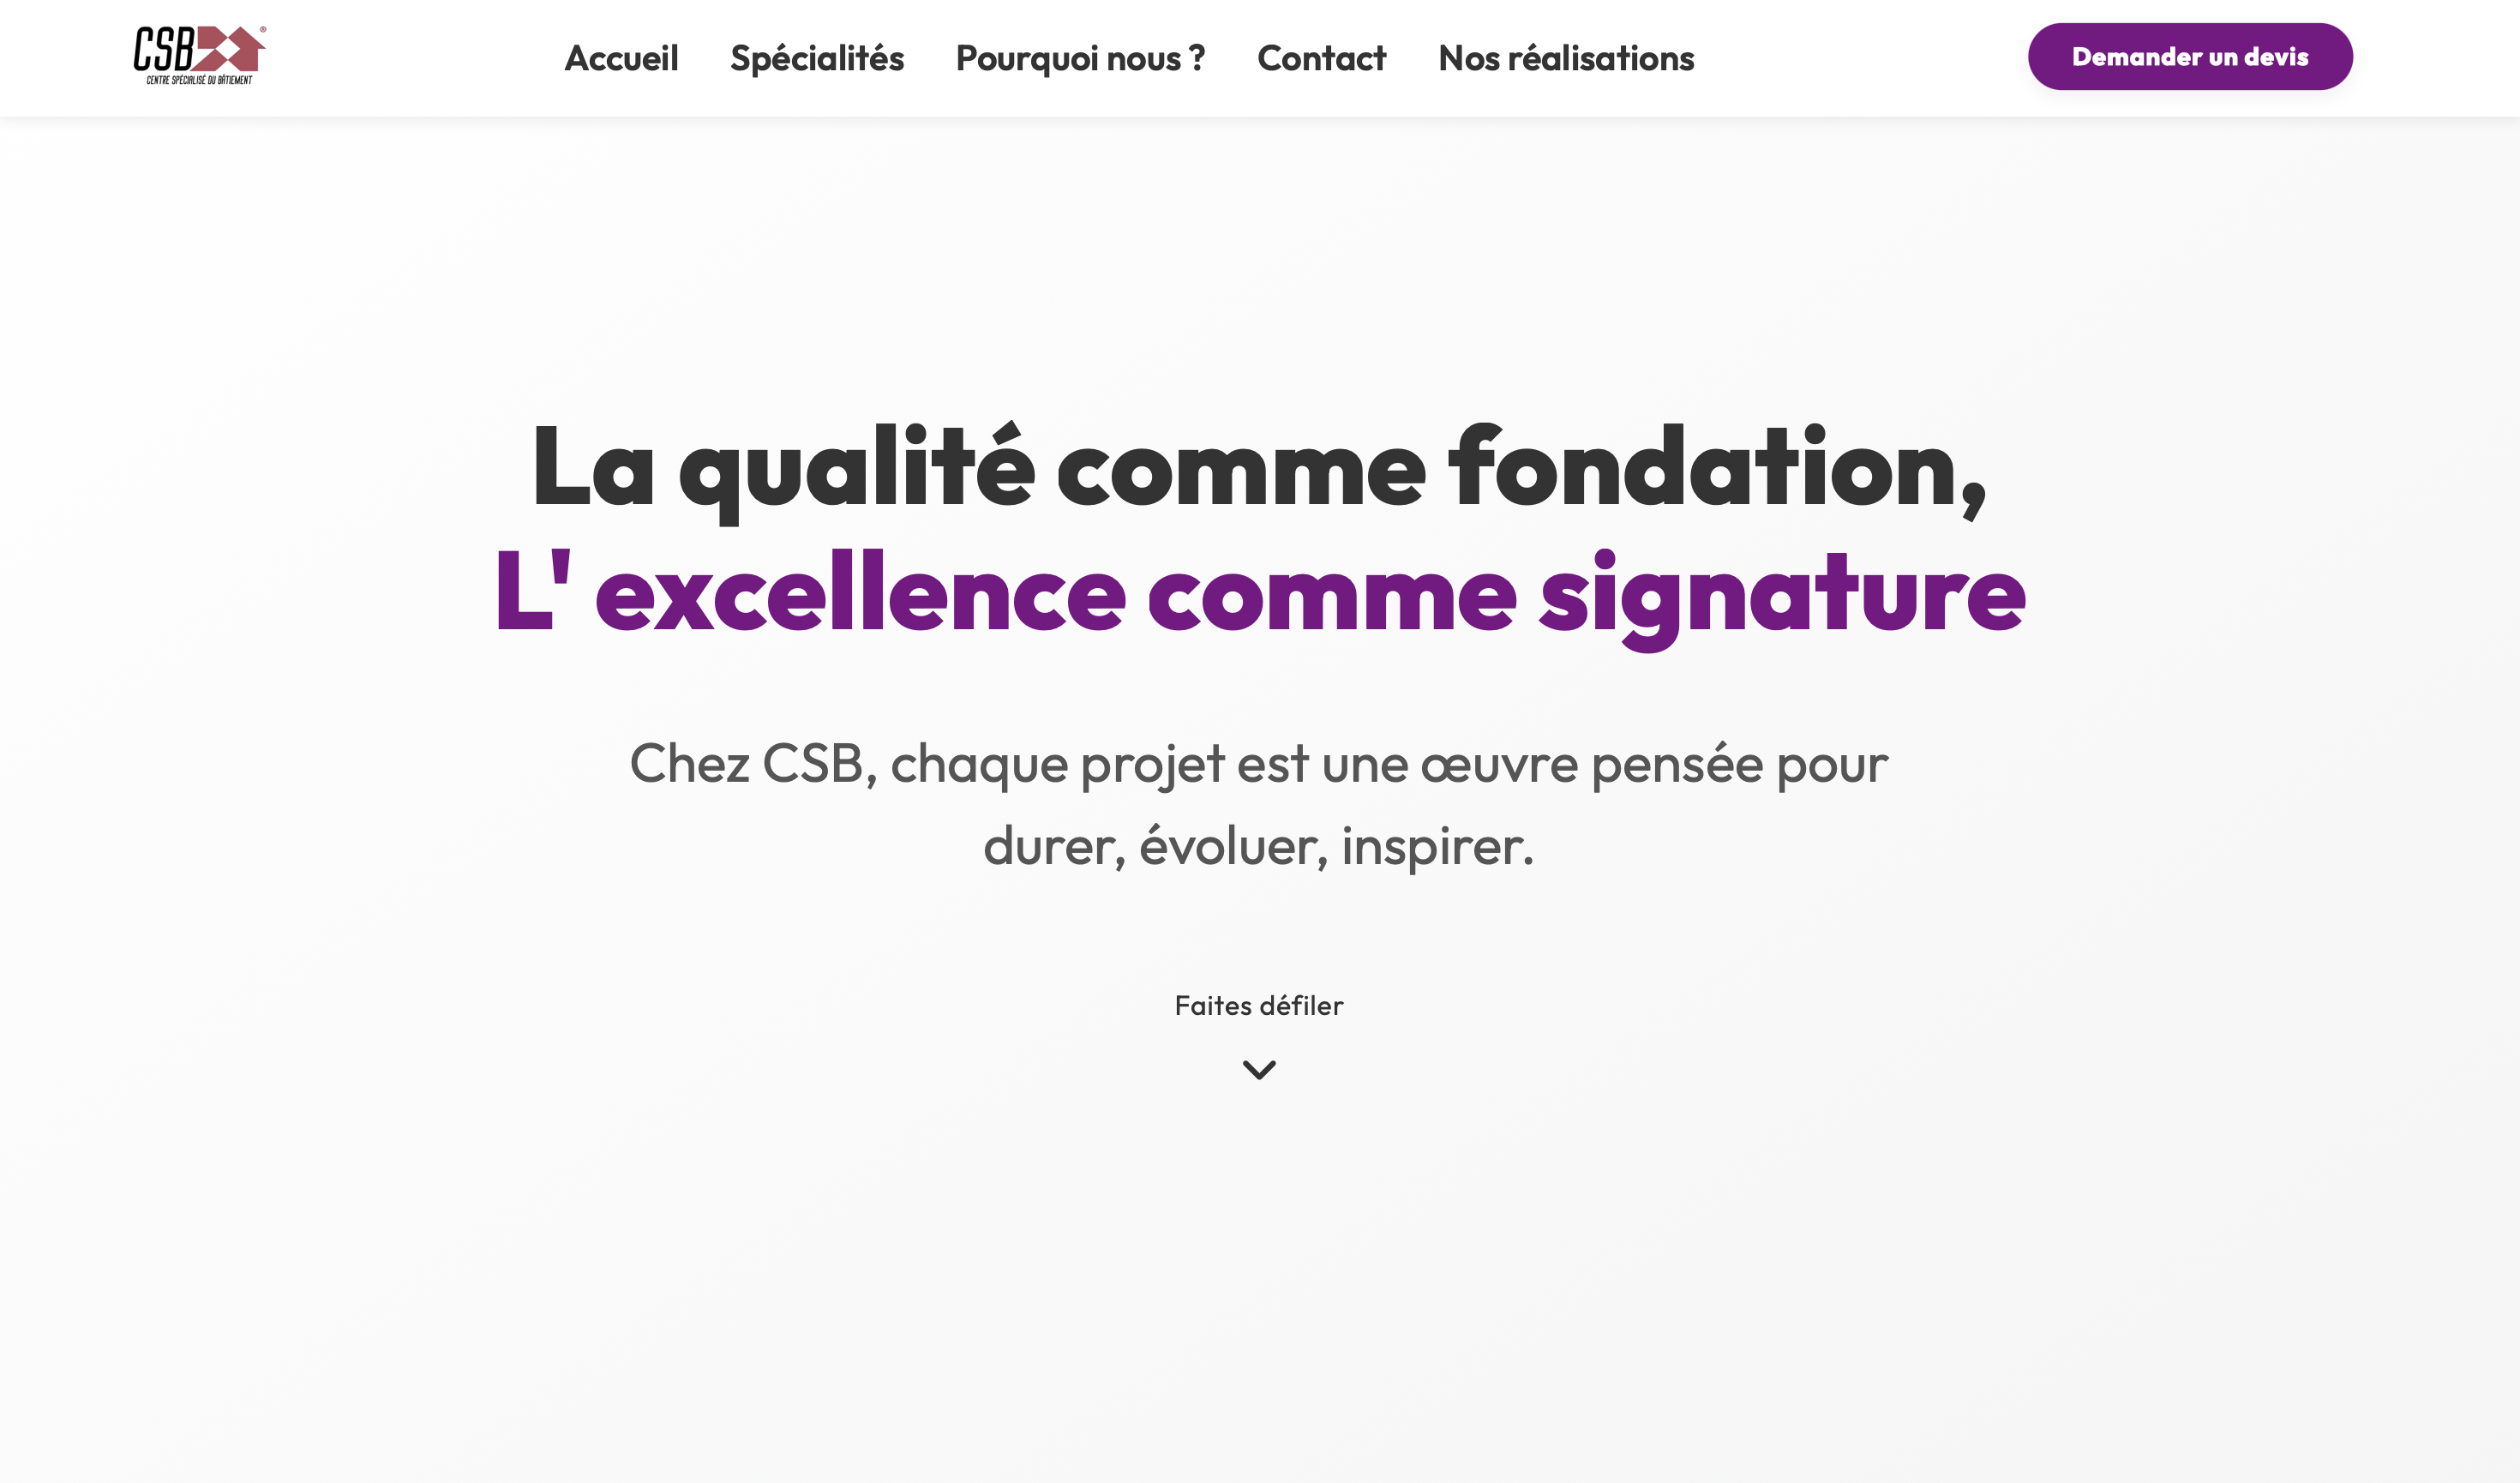 CSB ®
CENTRE SPÉCIALISÉ DU BÂTIMENT
Accueil Spécialités Pourquoi nous ? Contact Nos réalisations Demander un devis
La qualité comme fondation,
L' excellence comme signature
Chez CSB, chaque projet est une œuvre pensée pour
durer, évoluer, inspirer.
Faites défiler